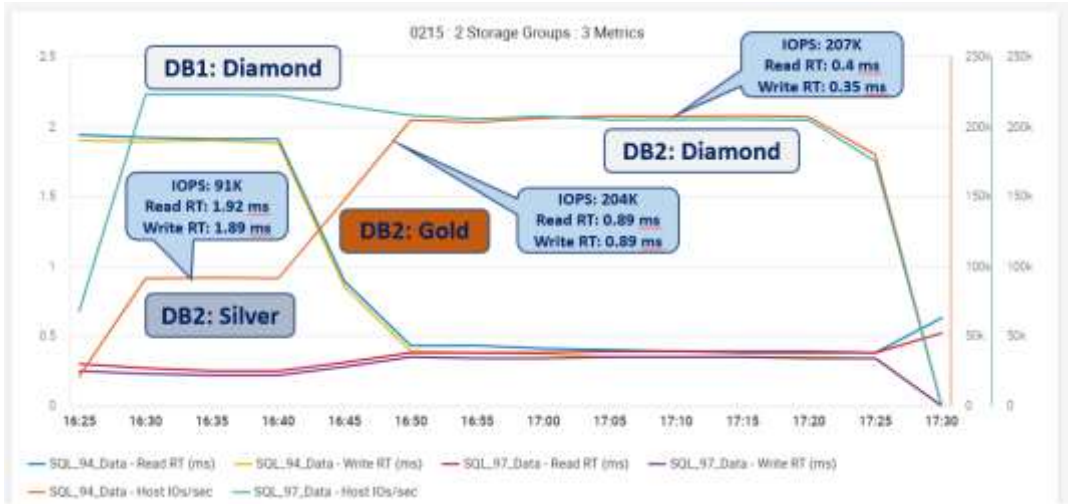 0215 : 2 Storage Groups : 3 Metrics
2.5
2
1.5
1
0.5
0
250k
200k
150k
100k
50k
0
250k
200k
150k
100k
50k
0
DB1: Diamond
IOPS: 207K
Read RT: 0.4 ms
Write RT: 0.35 ms
DB2: Diamond
IOPS: 91K
Read RT: 1.92 ms
Write RT: 1.89 ms
IOPS: 204K
Read RT: 0.89 ms
Write RT: 0.89 ms
DB2: Gold
DB2: Silver
16:25 16:30 16:35 16:40 16:45 16:50 16:55 17:00 17:05 17:10 17:15 17:20 17:25 17:30
SQL_94_Data - Read RT (ms) SQL_94_Data - Write RT (ms) SQL_97_Data - Read RT (ms) SQL_97_Data - Write RT (ms)
SQL_94_Data - Host IOs/sec SQL_97_Data - Host IOs/sec